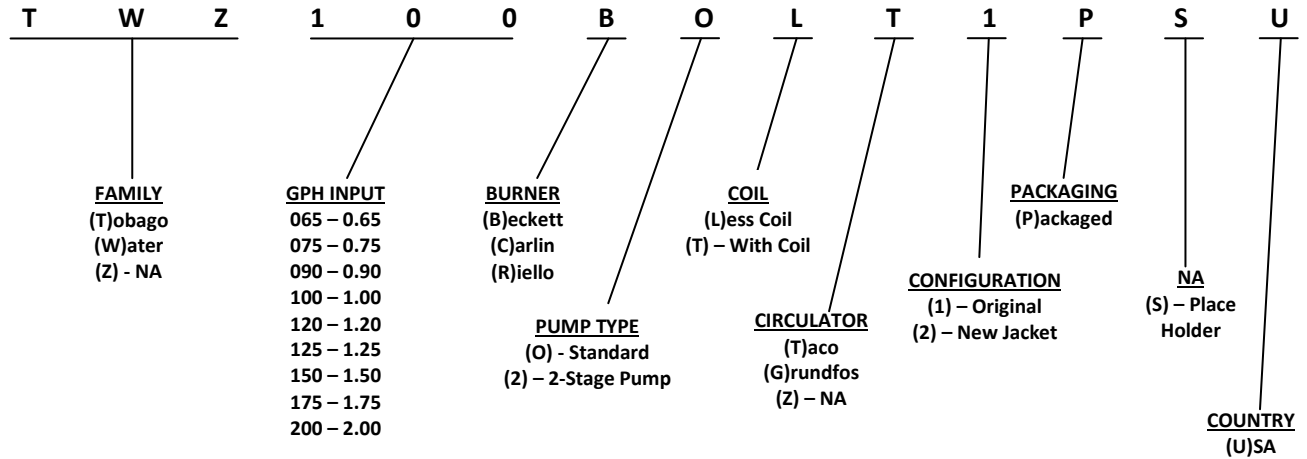 T W Z 1 0 0 B O L T 1 P S U
FAMILY
(T)obago
(W)ater
(Z) - NA
GPH INPUT
065 – 0.65
075 – 0.75
090 – 0.90
100 – 1.00
120 – 1.20
125 – 1.25
150 – 1.50
175 – 1.75
200 – 2.00
BURNER
(B)eckett
(C)arlin
(R)iello
PUMP TYPE
(O) - Standard
(2) – 2-Stage Pump
COIL
(L)ess Coil
(T) – With Coil
CIRCULATOR
(T)aco
(G)rundfos
(Z) – NA
CONFIGURATION
(1) – Original
(2) – New Jacket
PACKAGING
(P)ackaged
NA
(S) – Place
Holder
COUNTRY
(U)SA